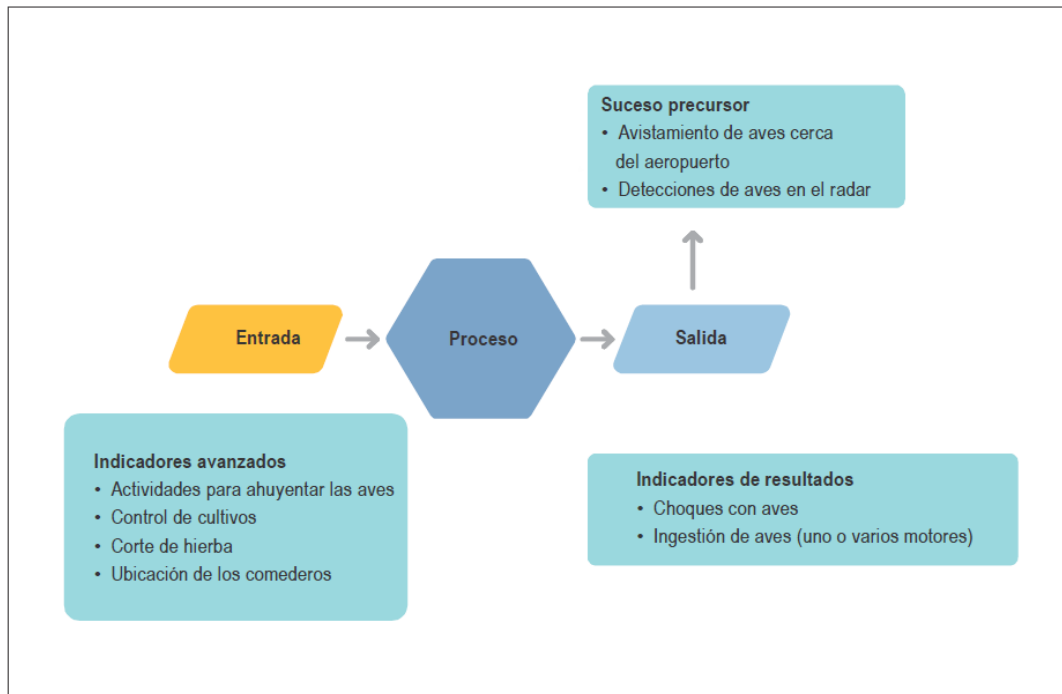 Suceso precursor
• Avistamiento de aves cerca
del aeropuerto
• Detecciones de aves en el radar
Entrada
Proceso
Salida
Indicadores avanzados
• Actividades para ahuyentar las aves
• Control de cultivos
• Corte de hierba
• Ubicación de los comederos
Indicadores de resultados
• Choques con aves
• Ingestión de aves (uno o varios motores)